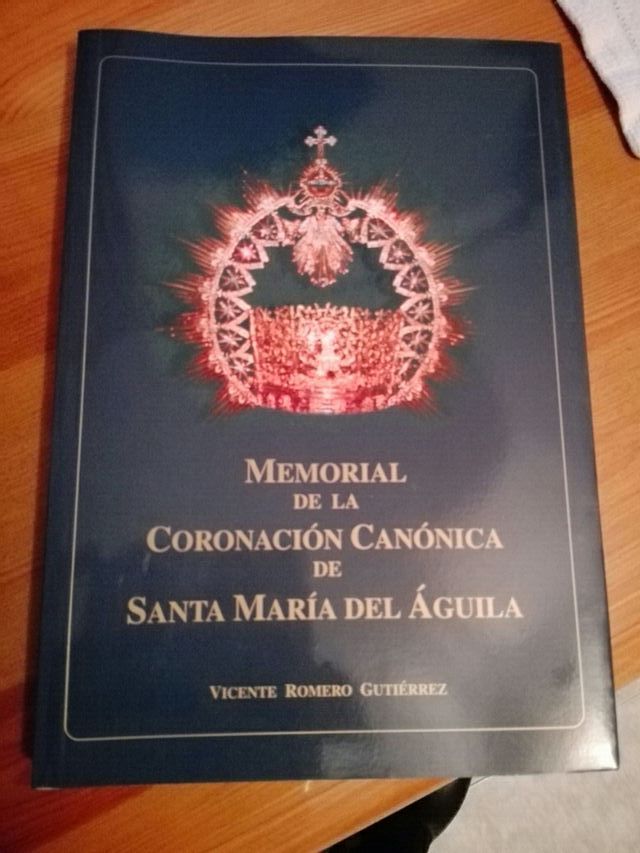 MEMORIAL
DE LA
CORONACIÓN CANÓNICA
DE
SANTA MARÍA DEL ÁGUILA
VICENTE ROMERO GUTIÉRREZ